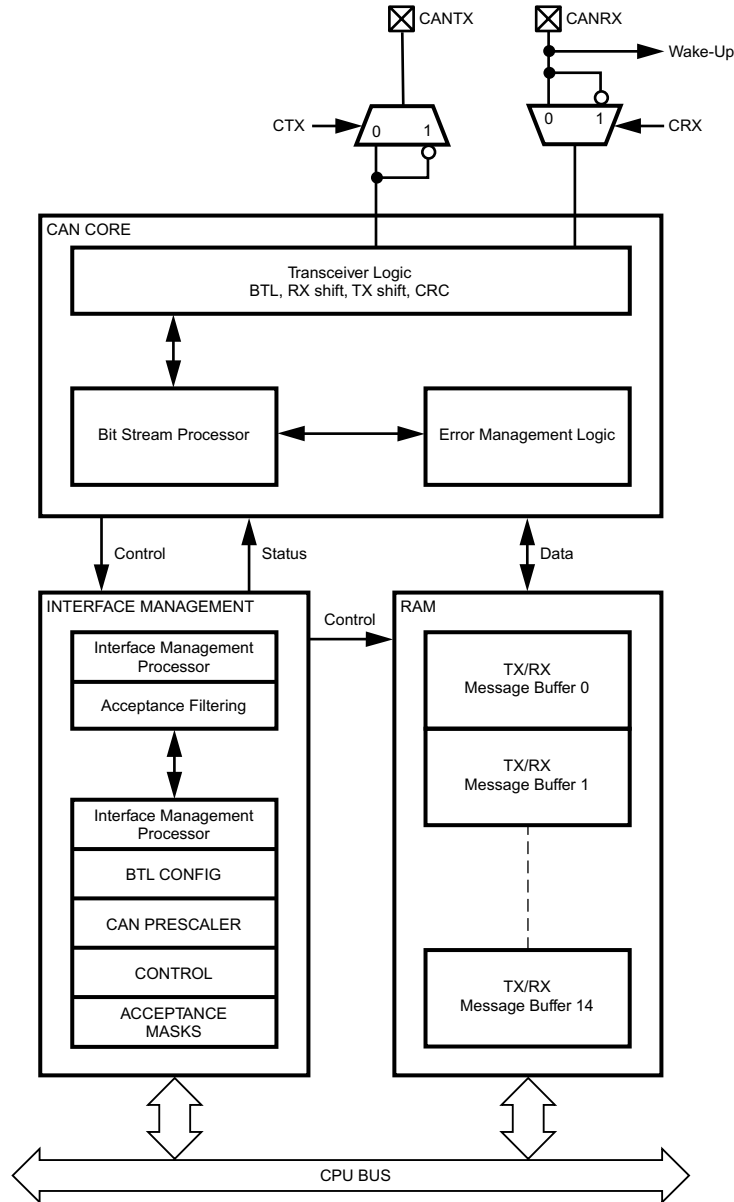 CANTX
CANRX
Wake-Up
CTX
0
1
0
1
CRX
CAN CORE
Transceiver Logic
BTL, RX shift, TX shift, CRC
Bit Stream Processor
Error Management Logic
Control
Status
Data
INTERFACE MANAGEMENT
Interface Management
Processor
Acceptance Filtering
Interface Management
Processor
BTL CONFIG
CAN PRESCALER
CONTROL
ACCEPTANCE
MASKS
Control
RAM
TX/RX
Message Buffer 0
TX/RX
Message Buffer 1
TX/RX
Message Buffer 14
CPU BUS